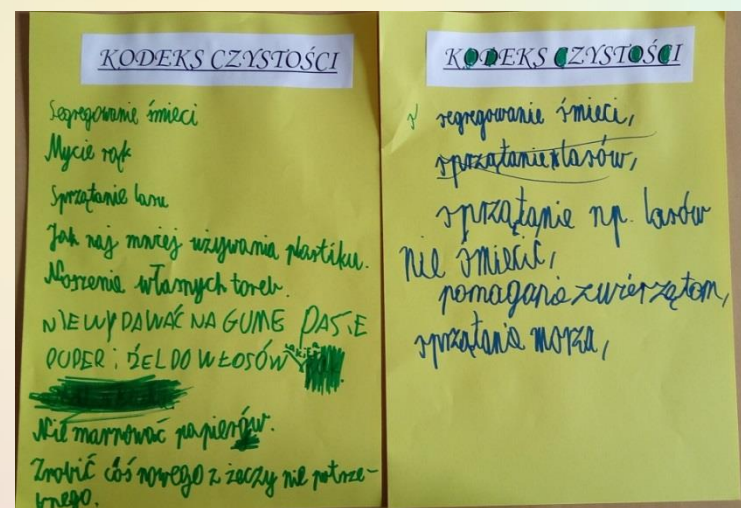 KODEKS CZYSTOŚCI
Segregowanie śmieci
Mycie rąk
Sprzątanie lasu
Jak naj mniej używania plastiku.
Noszenie własnych toreb.
NIE WYDAWAĆ NA GUME PASTE
PUDER i ŻEL DO WŁOSÓW
Nie marnować papierów.
Zrobić coś nowego z żeczy nie potrze-
bnego.
KODEKS CZYSTOŚCI
segregowanie śmieci,
sprzątanie lasów,
sprzątanie np. lasów
nie śmiecić,
pomaganie zwierzętom,
sprzątanie morza,